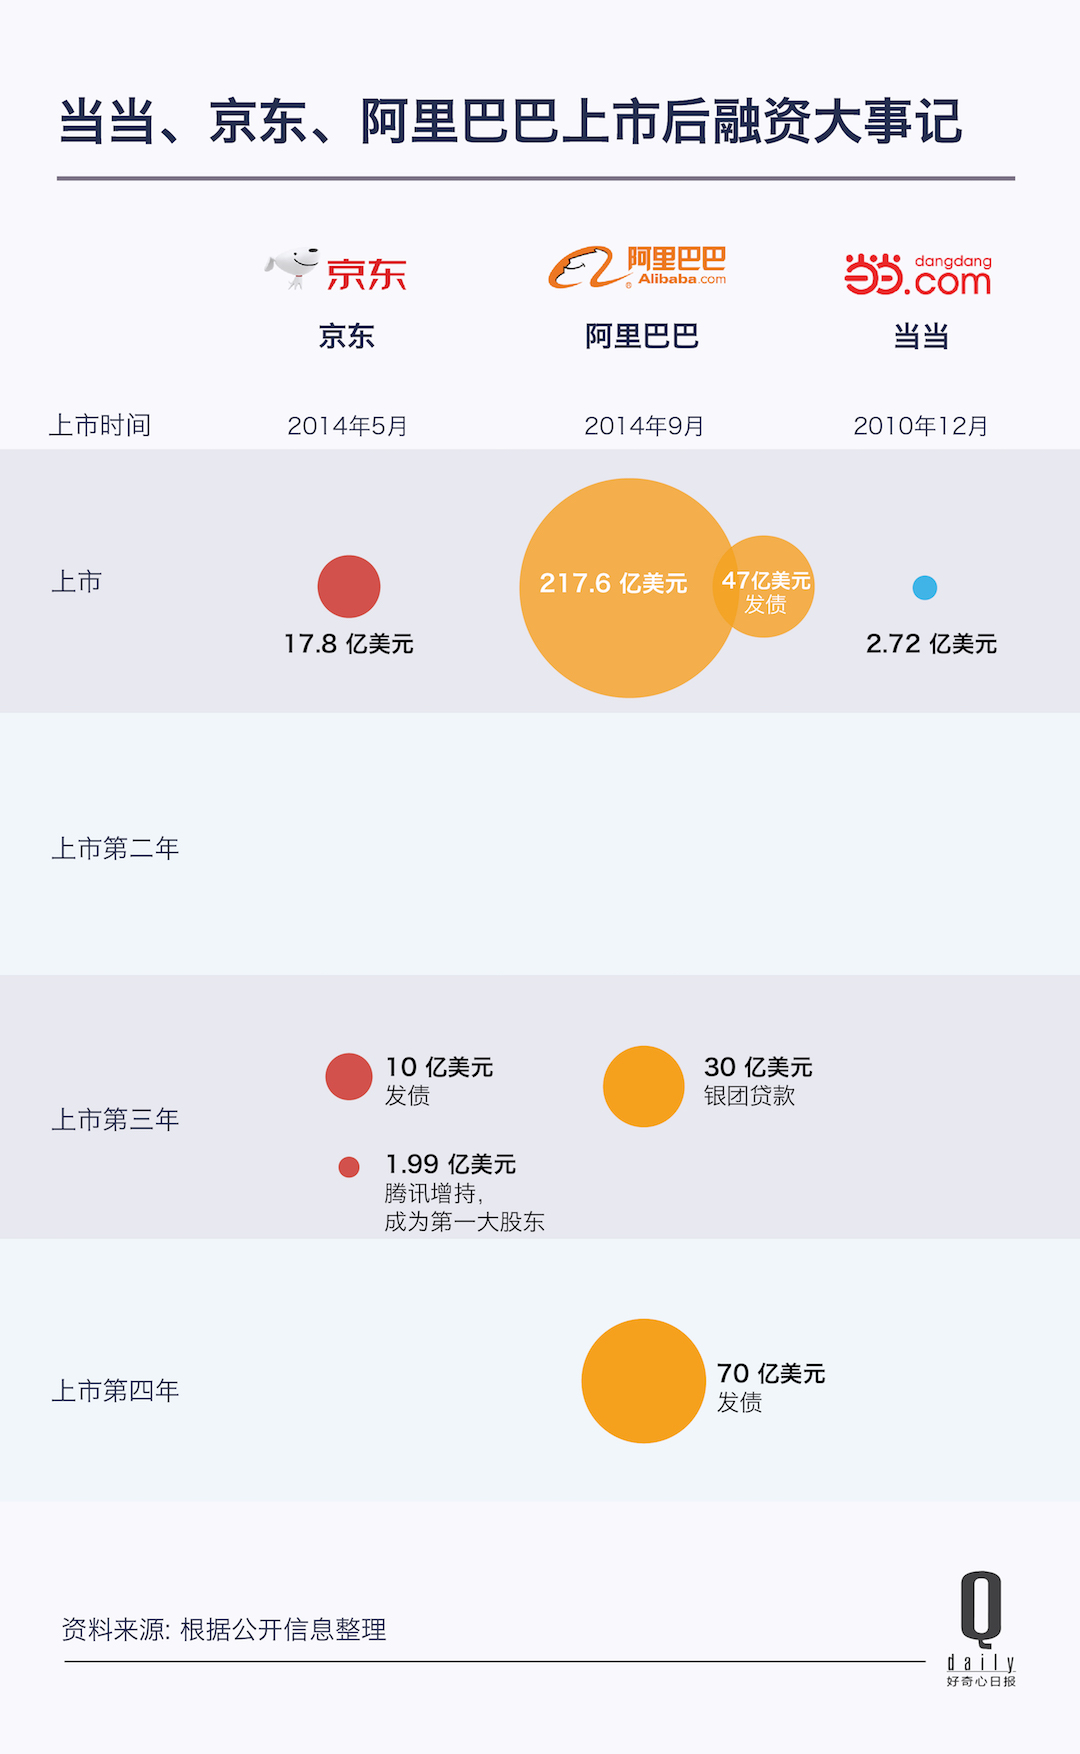 当当、京东、阿里巴巴上市后融资大事记
京东
阿里巴巴
Alibaba.com
dangdang
当当.com
京东
阿里巴巴
当当
上市时间
2014年5月
2014年9月
2010年12月
上市
17.8 亿美元
217.6 亿美元
47亿美元
发债
2.72 亿美元
上市第二年
上市第三年
10 亿美元
发债
1.99 亿美元
腾讯增持,
成为第一大股东
30 亿美元
银团贷款
上市第四年
70 亿美元
发债
资料来源: 根据公开信息整理
Q
daily
好奇心日报